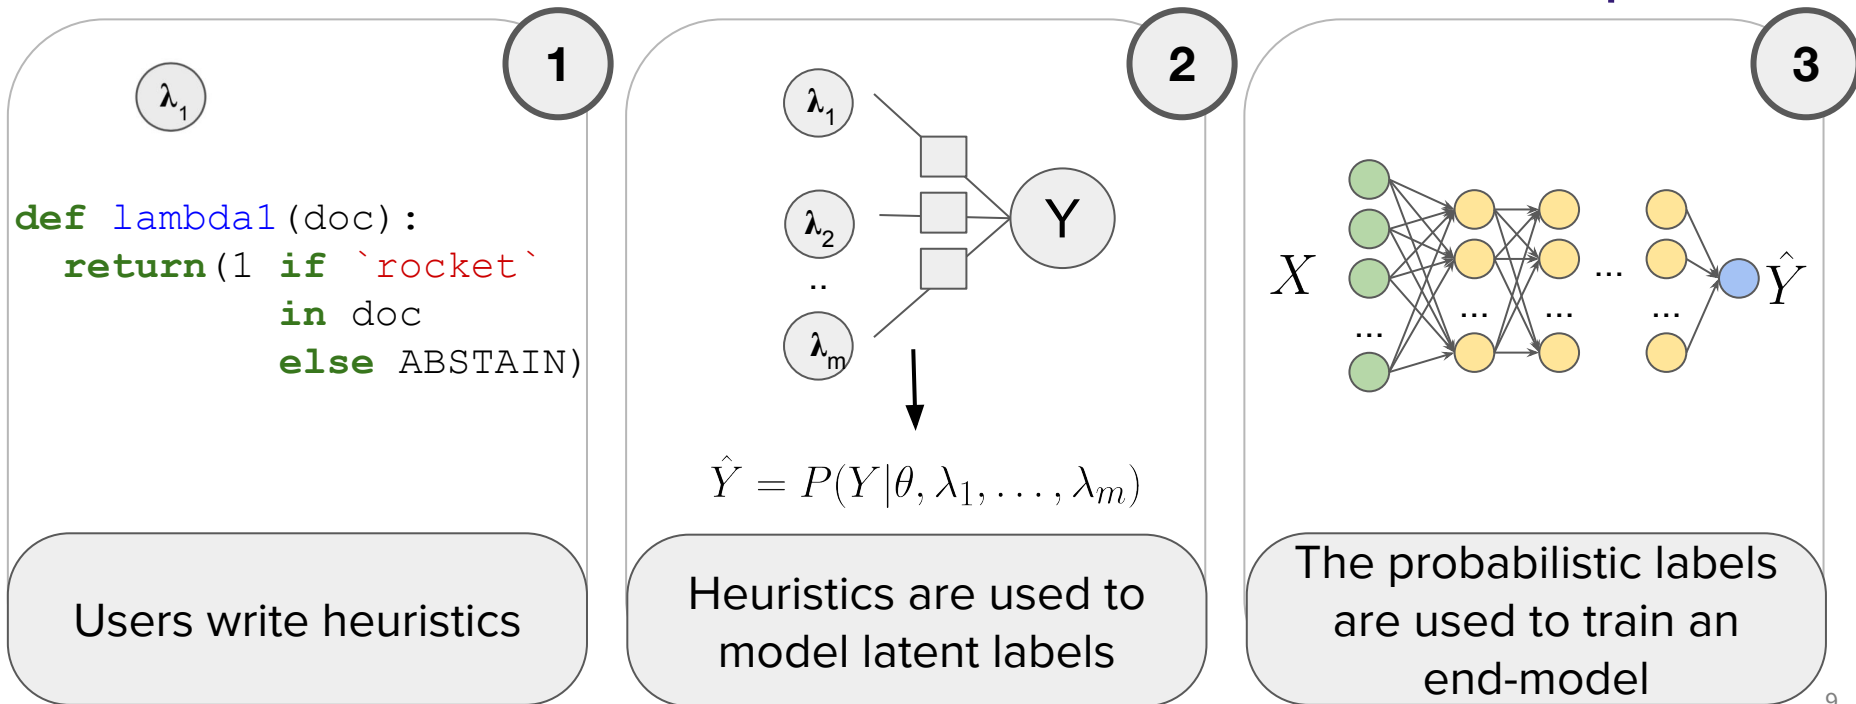 1
λ1
def lambda1(doc):
return(1 if `rocket`
in doc
else ABSTAIN)
Users write heuristics
2
λ1
λ2
..
λm
Y
Ŷ = P(Y|θ, λ1, . . . , λm)
Heuristics are used to
model latent labels
3
X
...
...
...
...
...
Ŷ
The probabilistic labels
are used to train an
end-model
9